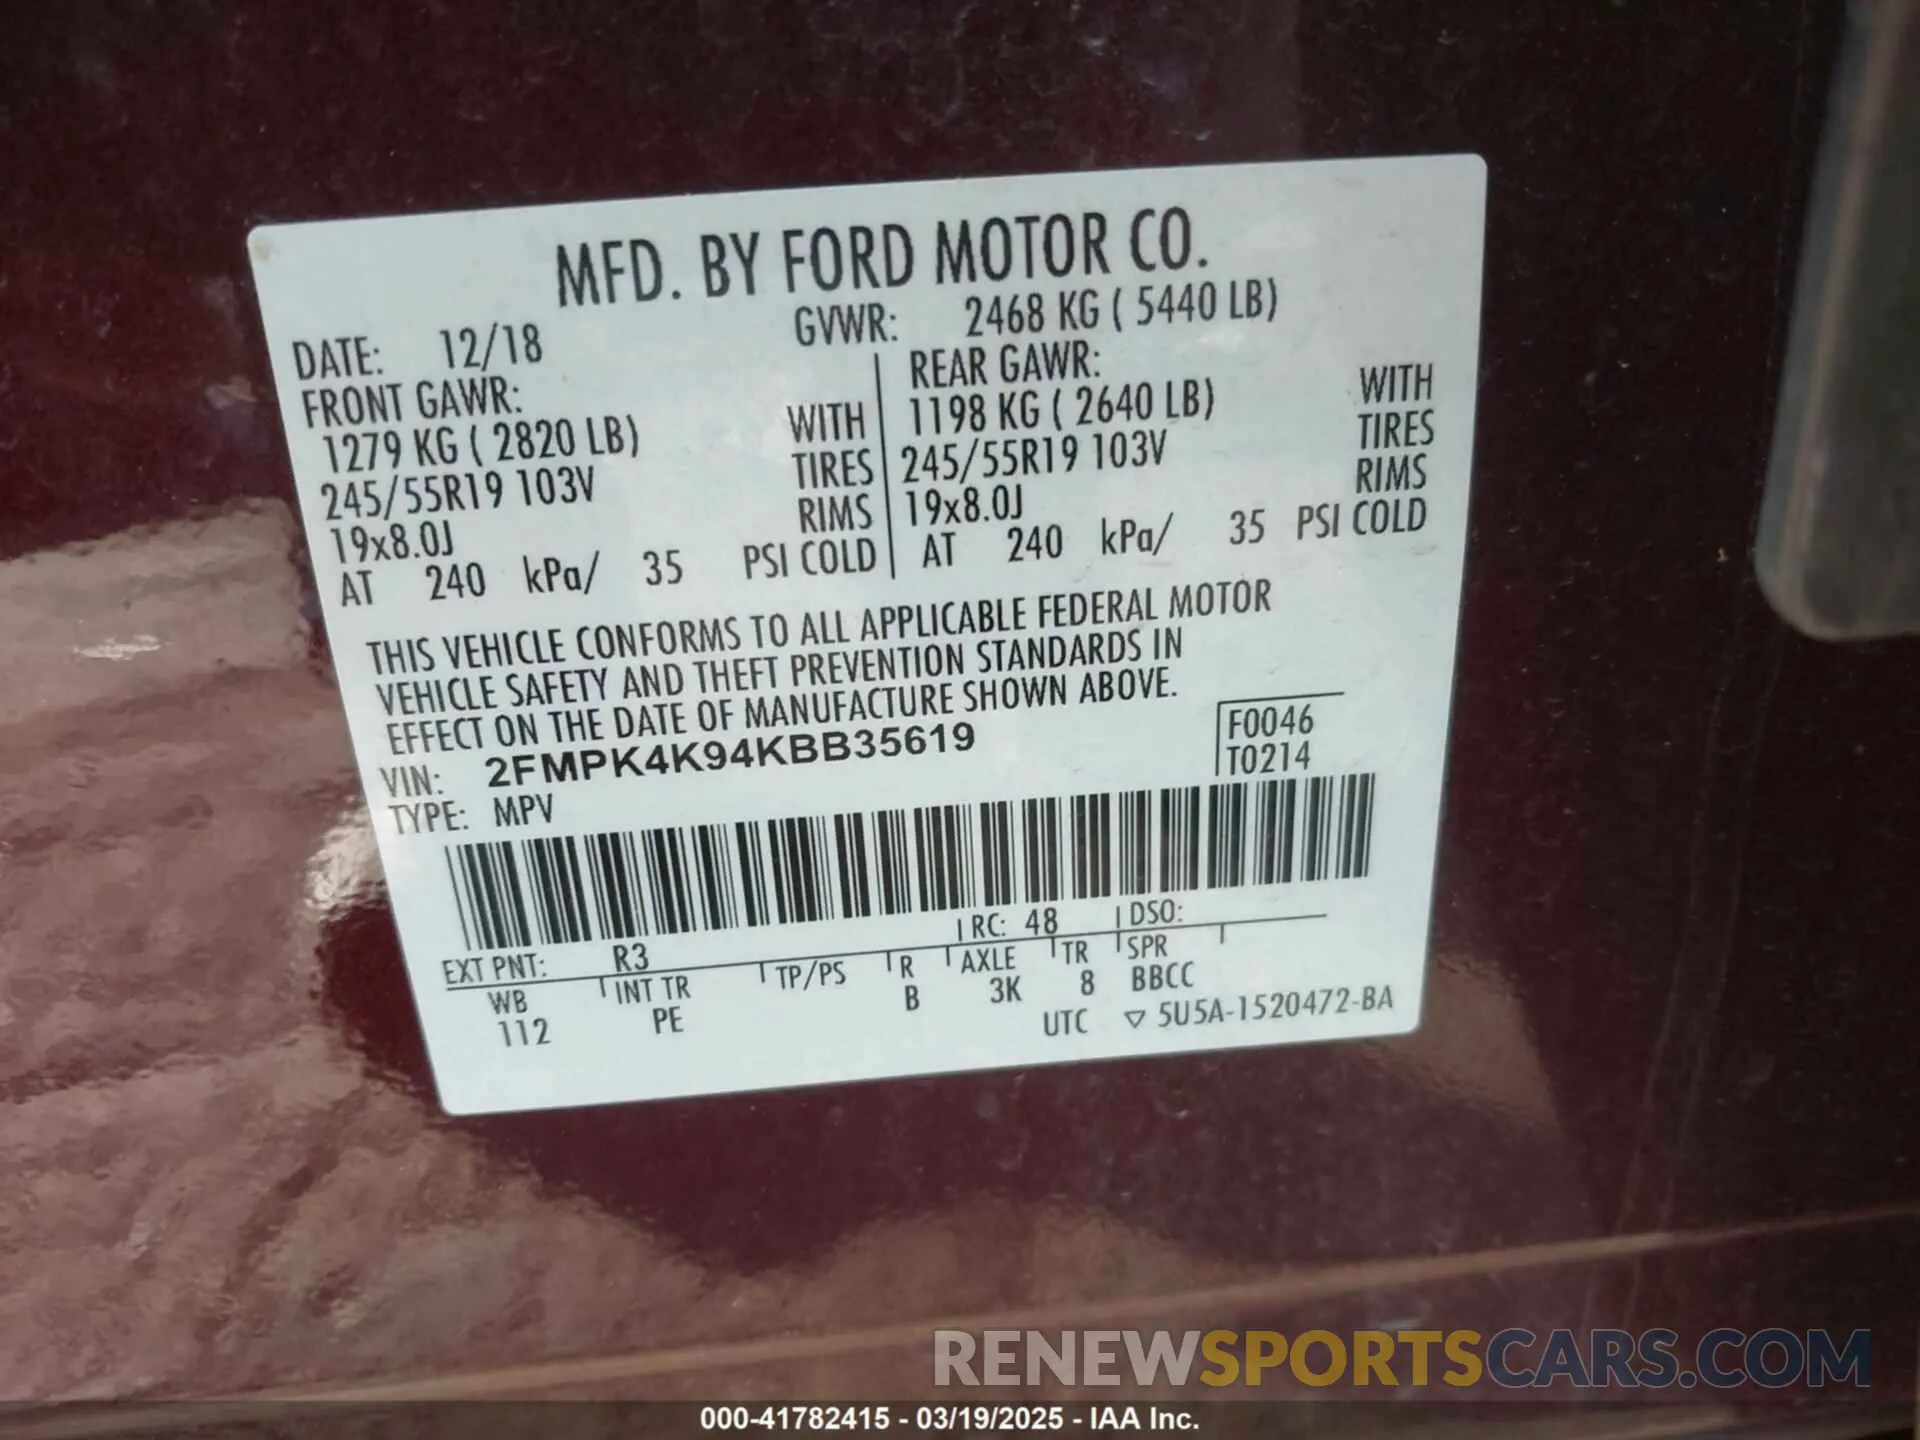 MFD. BY FORD MOTOR CO.
DATE: 12/18 GVWR: 2468 KG ( 5440 LB)
FRONT GAWR: REAR GAWR:
1279 KG ( 2820 LB) WITH 1198 KG ( 2640 LB) WITH
245/55R19 103V TIRES 245/55R19 103V TIRES
19x8.0J RIMS 19x8.0J RIMS
AT 240 kPa/ 35 PSI COLD AT 240 kPa/ 35 PSI COLD
THIS VEHICLE CONFORMS TO ALL APPLICABLE FEDERAL MOTOR
VEHICLE SAFETY AND THEFT PREVENTION STANDARDS IN
EFFECT ON THE DATE OF MANUFACTURE SHOWN ABOVE.
VIN: 2FMPK4K94KBB35619 F0046
TYPE: MPV T0214
EXT PNT: R3 RC: 48 DSO:
WB INT TR TP/PS R AXLE TR SPR
112 PE B 3K 8 BBCC
UTC ▽ 5U5A-1520472-BA
RENEWSPORTSCARS.COM
000-41782415 - 03/19/2025 - IAA Inc.